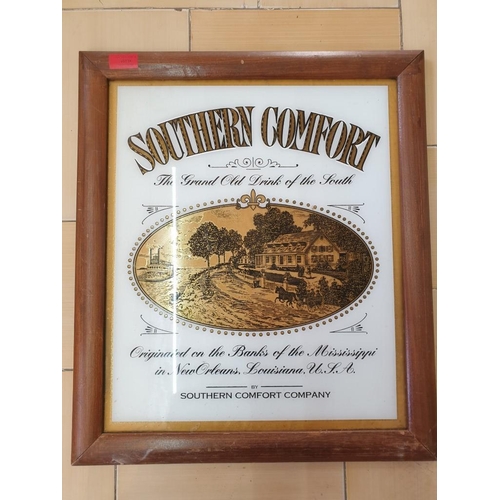 SOUTHERN COMFORT
The Grand Old Drink of the South
Originated on the Banks of the Mississippi
in New Orleans, Louisiana, U.S.A.
BY
SOUTHERN COMFORT COMPANY